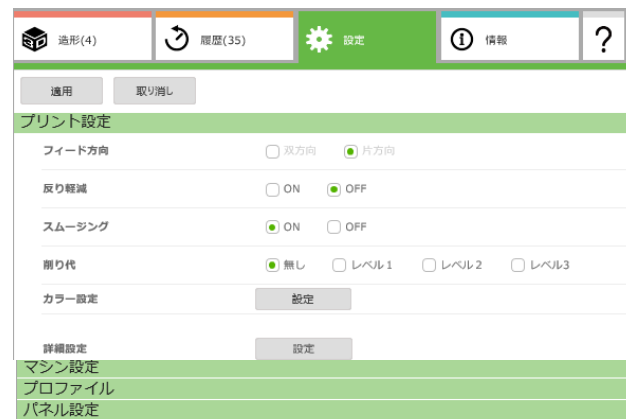 3D 造形(4) 履歴(35) 設定 i 情報 ?
適用 取り消し
プリント設定
フィード方向 双方向 片方向
反り軽減 ON OFF
スムージング ON OFF
削り代 無し レベル1 レベル2 レベル3
カラー設定 設定
詳細設定 設定
マシン設定
プロファイル
パネル設定